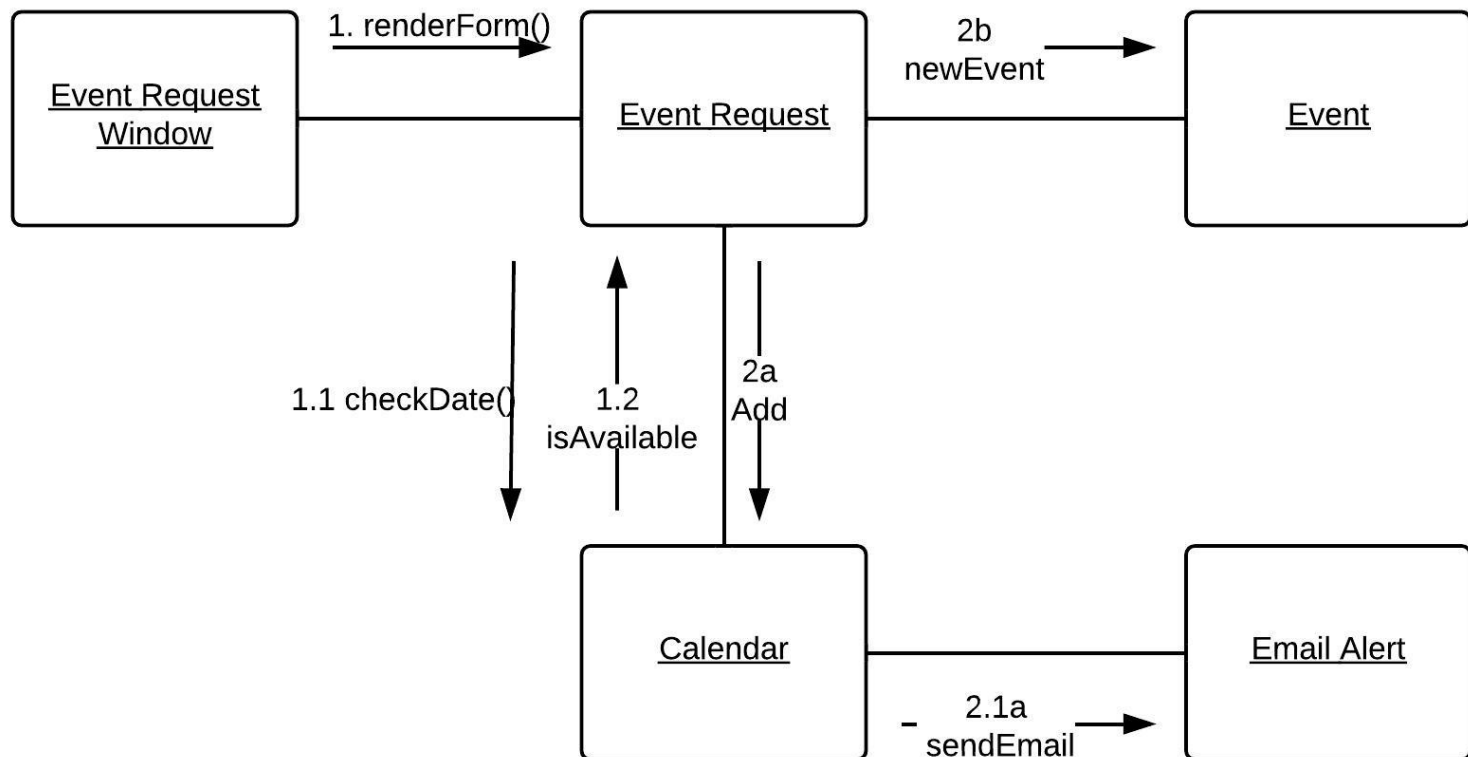 1. renderForm()
2b
newEvent
Event Request
Window
Event Request
Event
1.1 checkDate()
1.2
isAvailable
2a
Add
Calendar
Email Alert
2.1a
sendEmail